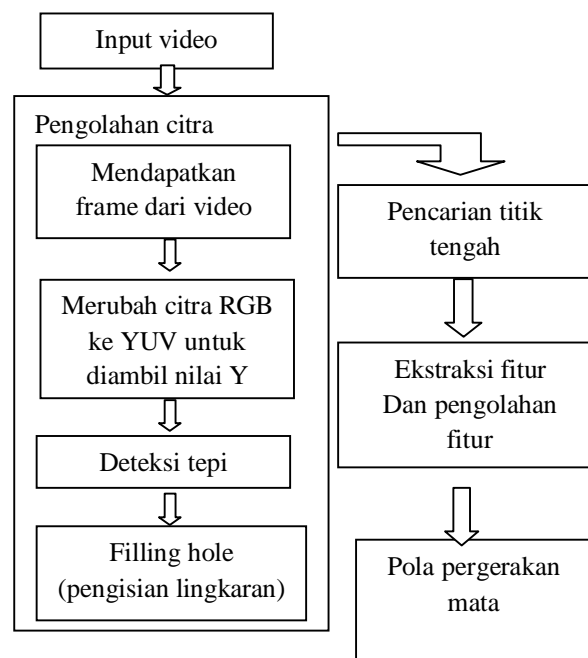 Input video
Pengolahan citra
Mendapatkan
frame dari video
Merubah citra RGB
ke YUV untuk
diambil nilai Y
Deteksi tepi
Filling hole
(pengisian lingkaran)
Pencarian titik
tengah
Ekstraksi fitur
Dan pengolahan
fitur
Pola pergerakan
mata